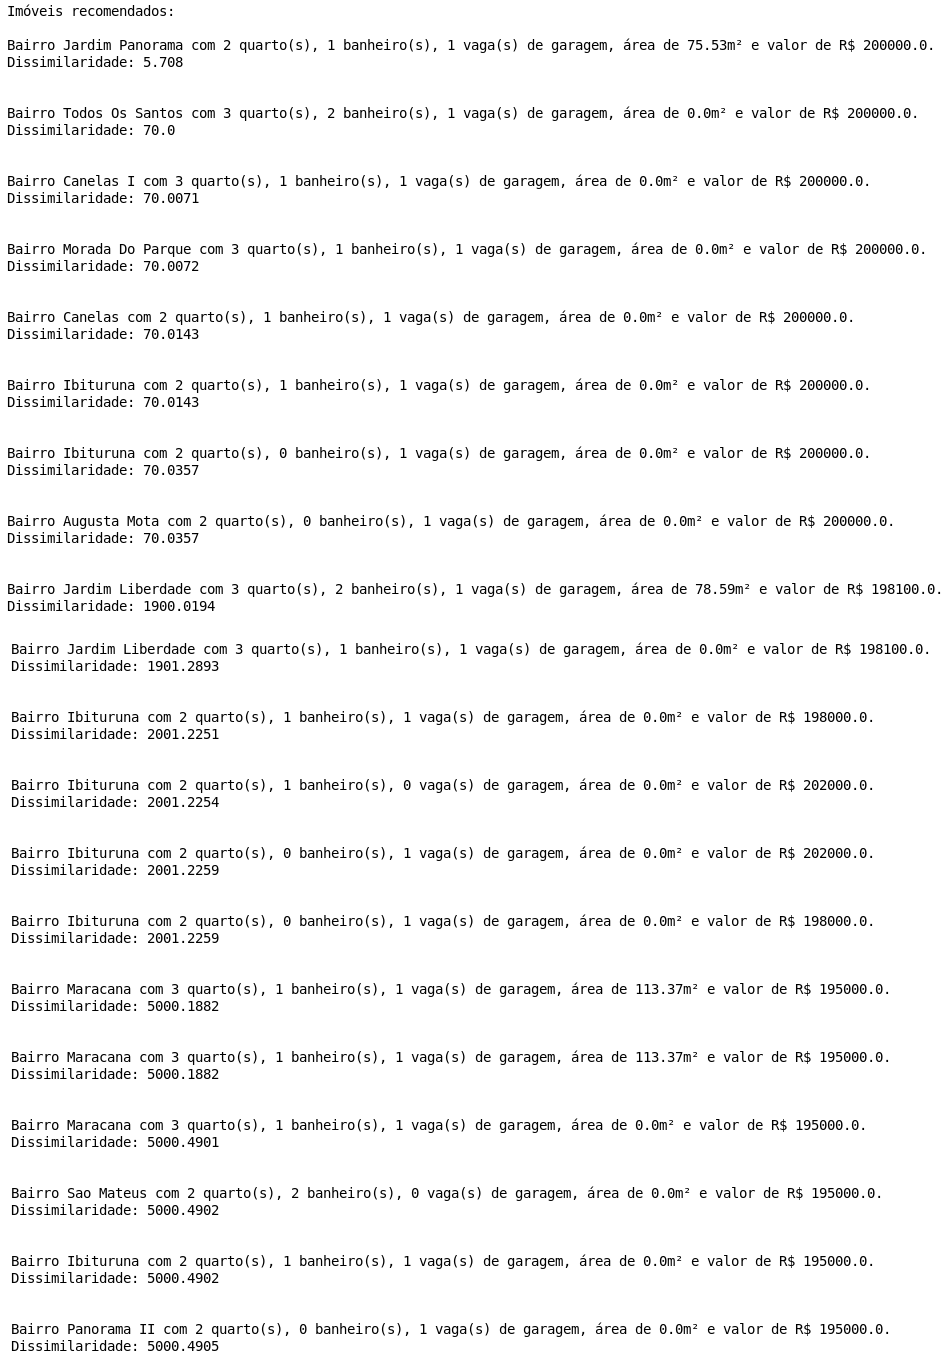 Imóveis recomendados:
Bairro Jardim Panorama com 2 quarto(s), 1 banheiro(s), 1 vaga(s) de garagem, área de 75.53m² e valor de R$ 200000.0.
Dissimilaridade: 5.708
Bairro Todos Os Santos com 3 quarto(s), 2 banheiro(s), 1 vaga(s) de garagem, área de 0.0m² e valor de R$ 200000.0.
Dissimilaridade: 70.0
Bairro Canelas I com 3 quarto(s), 1 banheiro(s), 1 vaga(s) de garagem, área de 0.0m² e valor de R$ 200000.0.
Dissimilaridade: 70.0071
Bairro Morada Do Parque com 3 quarto(s), 1 banheiro(s), 1 vaga(s) de garagem, área de 0.0m² e valor de R$ 200000.0.
Dissimilaridade: 70.0072
Bairro Canelas com 2 quarto(s), 1 banheiro(s), 1 vaga(s) de garagem, área de 0.0m² e valor de R$ 200000.0.
Dissimilaridade: 70.0143
Bairro Ibituruna com 2 quarto(s), 1 banheiro(s), 1 vaga(s) de garagem, área de 0.0m² e valor de R$ 200000.0.
Dissimilaridade: 70.0143
Bairro Ibituruna com 2 quarto(s), 0 banheiro(s), 1 vaga(s) de garagem, área de 0.0m² e valor de R$ 200000.0.
Dissimilaridade: 70.0357
Bairro Augusta Mota com 2 quarto(s), 0 banheiro(s), 1 vaga(s) de garagem, área de 0.0m² e valor de R$ 200000.0.
Dissimilaridade: 70.0357
Bairro Jardim Liberdade com 3 quarto(s), 2 banheiro(s), 1 vaga(s) de garagem, área de 78.59m² e valor de R$ 198100.0.
Dissimilaridade: 1900.0194
Bairro Jardim Liberdade com 3 quarto(s), 1 banheiro(s), 1 vaga(s) de garagem, área de 0.0m² e valor de R$ 198100.0.
Dissimilaridade: 1901.2893
Bairro Ibituruna com 2 quarto(s), 1 banheiro(s), 1 vaga(s) de garagem, área de 0.0m² e valor de R$ 198000.0.
Dissimilaridade: 2001.2251
Bairro Ibituruna com 2 quarto(s), 1 banheiro(s), 0 vaga(s) de garagem, área de 0.0m² e valor de R$ 202000.0.
Dissimilaridade: 2001.2254
Bairro Ibituruna com 2 quarto(s), 0 banheiro(s), 1 vaga(s) de garagem, área de 0.0m² e valor de R$ 202000.0.
Dissimilaridade: 2001.2259
Bairro Ibituruna com 2 quarto(s), 0 banheiro(s), 1 vaga(s) de garagem, área de 0.0m² e valor de R$ 198000.0.
Dissimilaridade: 2001.2259
Bairro Maracana com 3 quarto(s), 1 banheiro(s), 1 vaga(s) de garagem, área de 113.37m² e valor de R$ 195000.0.
Dissimilaridade: 5000.1882
Bairro Maracana com 3 quarto(s), 1 banheiro(s), 1 vaga(s) de garagem, área de 113.37m² e valor de R$ 195000.0.
Dissimilaridade: 5000.1882
Bairro Maracana com 3 quarto(s), 1 banheiro(s), 1 vaga(s) de garagem, área de 0.0m² e valor de R$ 195000.0.
Dissimilaridade: 5000.4901
Bairro Sao Mateus com 2 quarto(s), 2 banheiro(s), 0 vaga(s) de garagem, área de 0.0m² e valor de R$ 195000.0.
Dissimilaridade: 5000.4902
Bairro Ibituruna com 2 quarto(s), 1 banheiro(s), 1 vaga(s) de garagem, área de 0.0m² e valor de R$ 195000.0.
Dissimilaridade: 5000.4902
Bairro Panorama II com 2 quarto(s), 0 banheiro(s), 1 vaga(s) de garagem, área de 0.0m² e valor de R$ 195000.0.
Dissimilaridade: 5000.4905